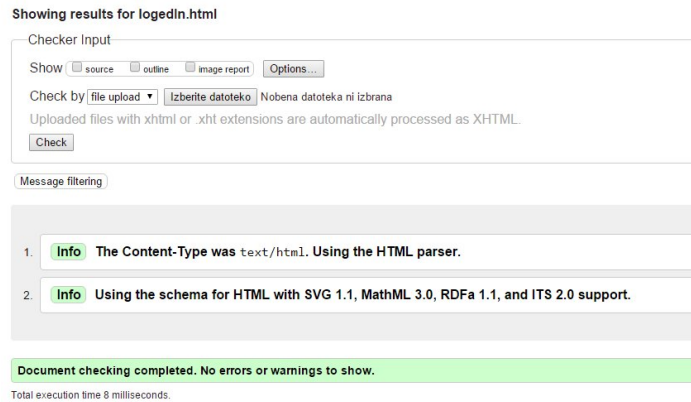 Showing results for logedIn.html
Checker Input
Show source outline image report Options...
Check by file upload Izberite datoteko Nobena datoteka ni izbrana
Uploaded files with xhtml or .xht extensions are automatically processed as XHTML.
Check
Message filtering
1. Info The Content-Type was text/html. Using the HTML parser.
2. Info Using the schema for HTML with SVG 1.1, MathML 3.0, RDFa 1.1, and ITS 2.0 support.
Document checking completed. No errors or warnings to show.
Total execution time 8 milliseconds.